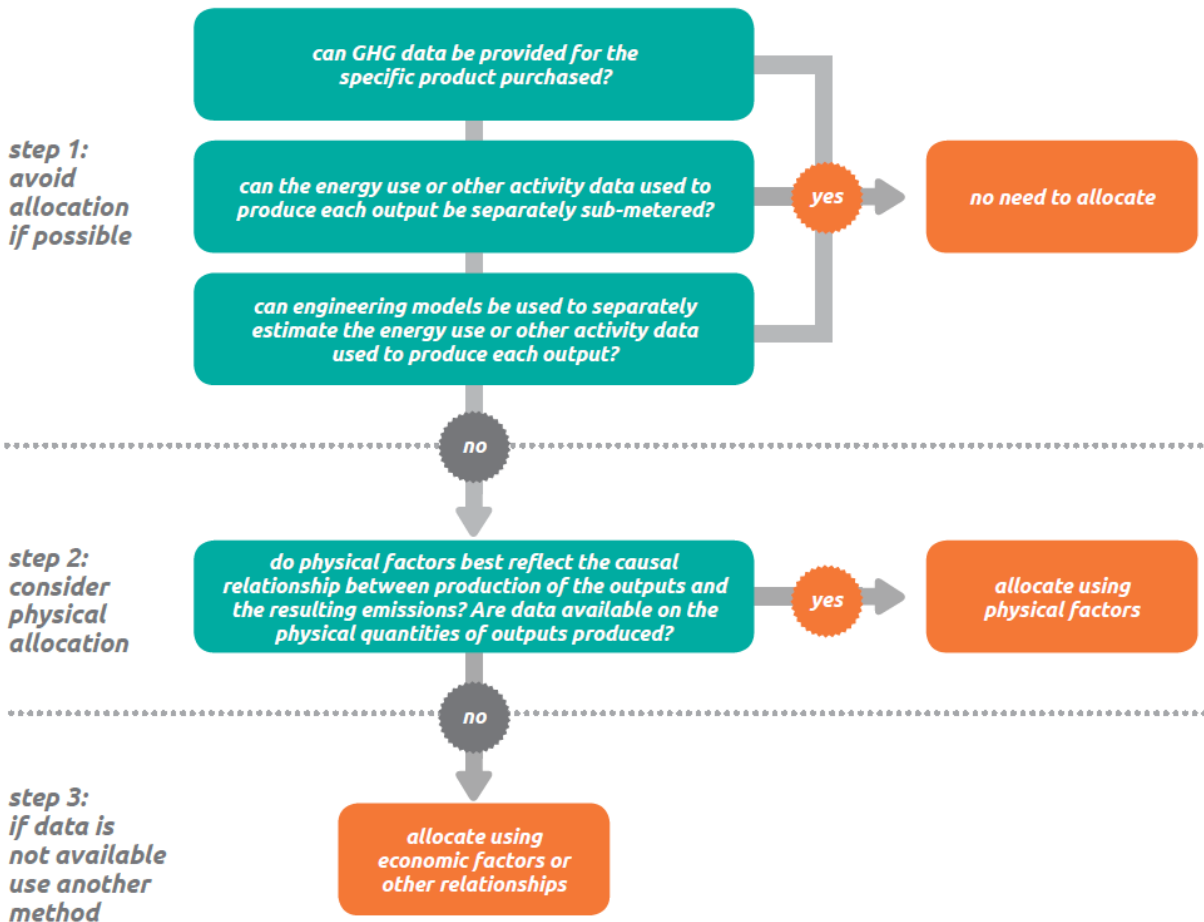 can GHG data be provided for the
specific product purchased?
step 1:
avoid
allocation
if possible
can the energy use or other activity data used to
produce each output be separately sub-metered?
yes
no need to allocate
can engineering models be used to separately
estimate the energy use or other activity data
used to produce each output?
no
step 2:
consider
physical
allocation
do physical factors best reflect the causal
relationship between production of the outputs and
the resulting emissions? Are data available on the
physical quantities of outputs produced?
yes
allocate using
physical factors
no
step 3:
if data is
not available
use another
method
allocate using
economic factors or
other relationships